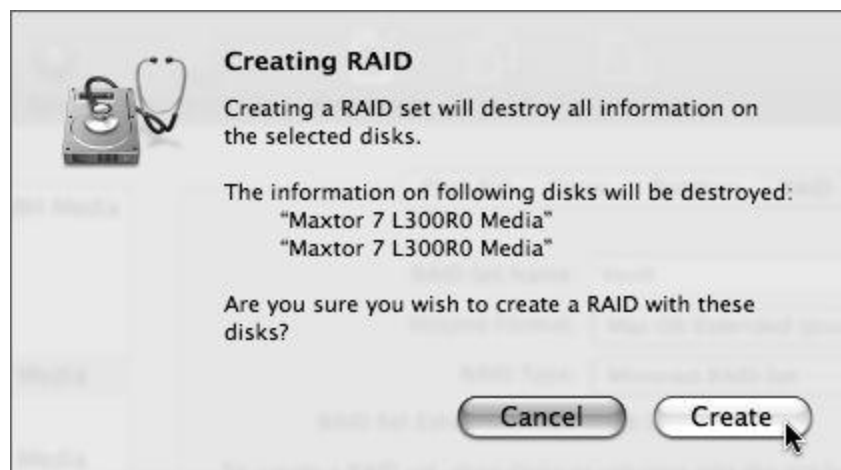 Creating RAID
Creating a RAID set will destroy all information on
the selected disks.
The information on following disks will be destroyed:
“Maxtor 7 L300R0 Media”
“Maxtor 7 L300R0 Media”
Are you sure you wish to create a RAID with these
disks?
Cancel
Create